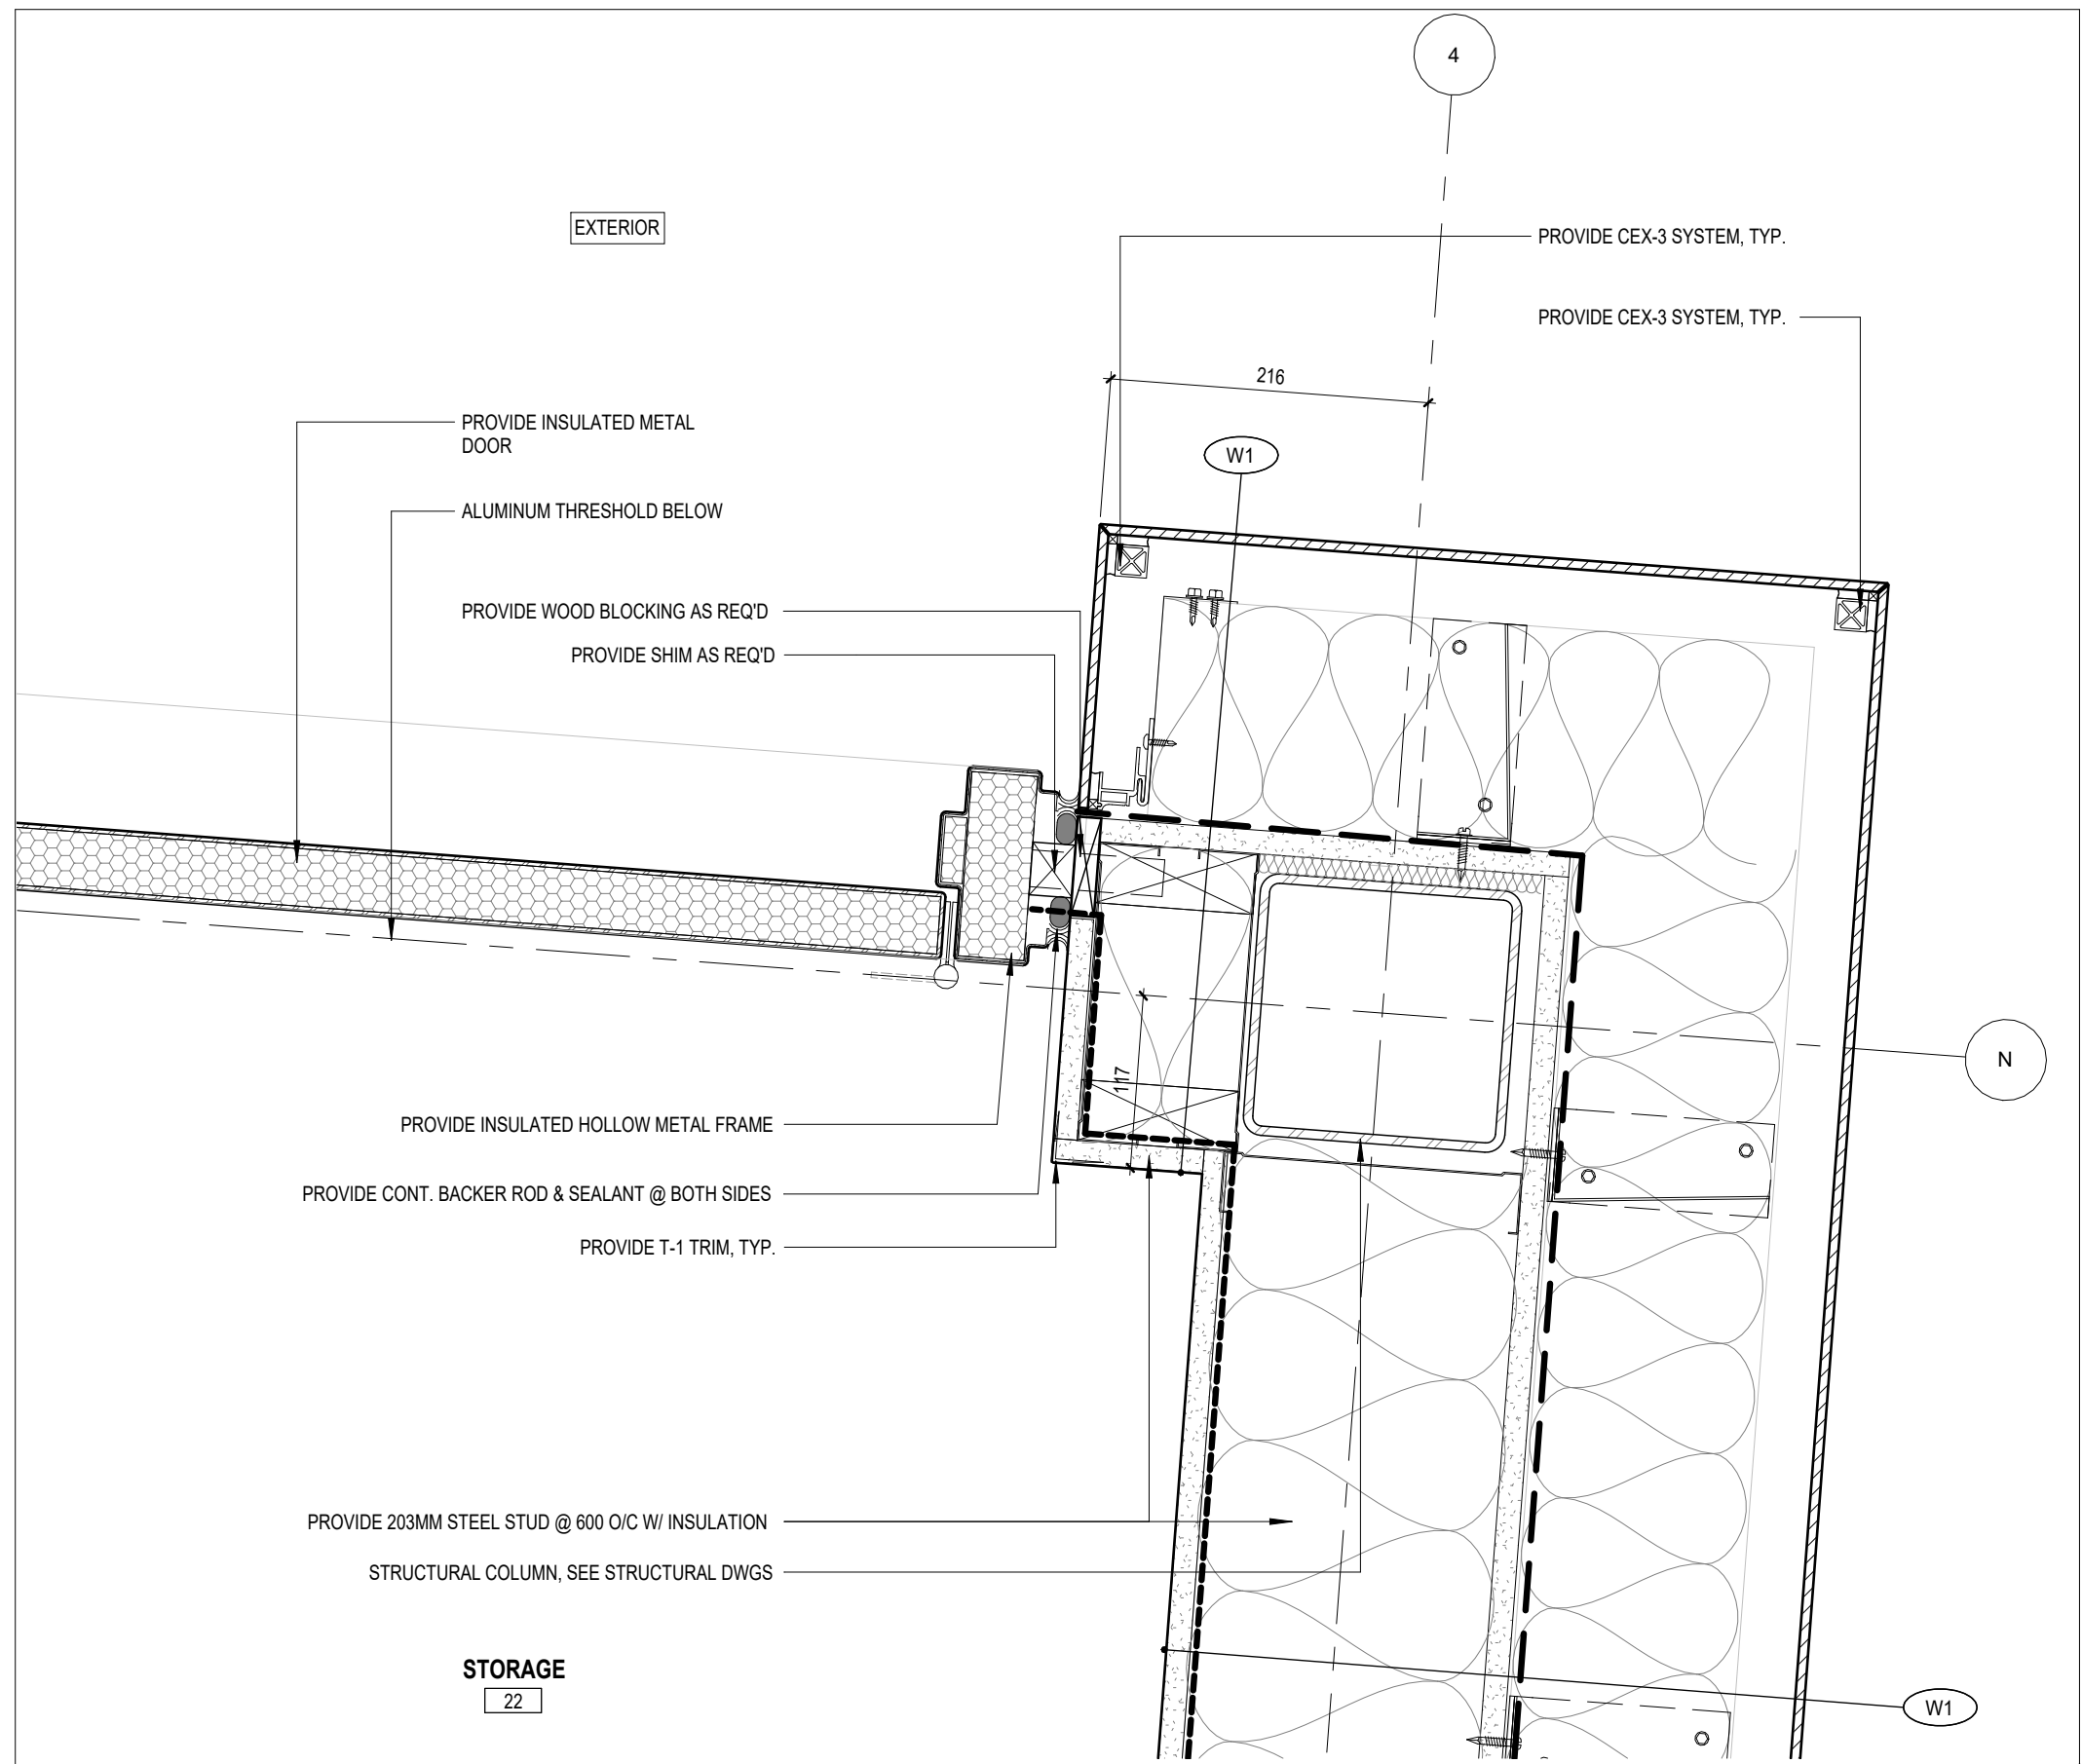 4
EXTERIOR
PROVIDE CEX-3 SYSTEM, TYP.
PROVIDE CEX-3 SYSTEM, TYP.
216
PROVIDE INSULATED METAL
DOOR
W1
ALUMINUM THRESHOLD BELOW
PROVIDE WOOD BLOCKING AS REQ'D
PROVIDE SHIM AS REQ'D
N
117
PROVIDE INSULATED HOLLOW METAL FRAME
PROVIDE CONT. BACKER ROD & SEALANT @ BOTH SIDES
PROVIDE T-1 TRIM, TYP.
PROVIDE 203MM STEEL STUD @ 600 O/C W/ INSULATION
STRUCTURAL COLUMN, SEE STRUCTURAL DWGS
STORAGE
22
W1